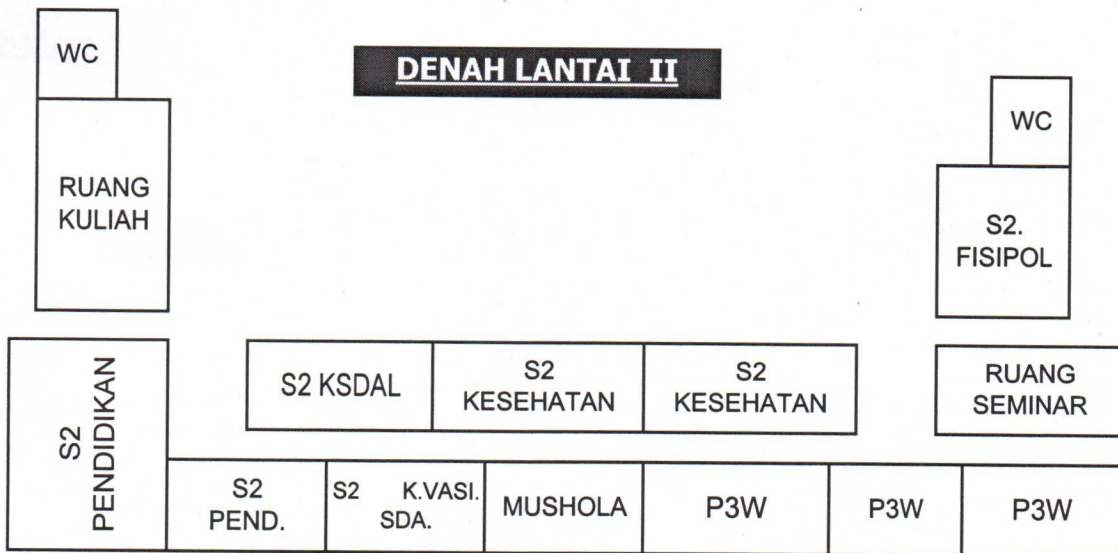 WC
DENAH LANTAI II
WC
RUANG
KULIAH
S2.
FISIPOL
S2
PENDIDIKAN
S2 KSDAL
S2
KESEHATAN
S2
KESEHATAN
RUANG
SEMINAR
S2
PEND.
S2 K.VASI.
SDA.
MUSHOLA
P3W
P3W
P3W